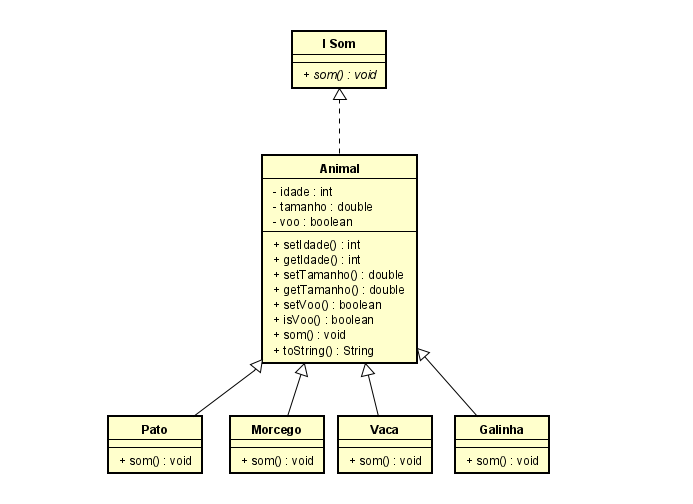 I Som
+ som() : void
Animal
- idade : int
- tamanho : double
- voo : boolean
+ setIdade() : int
+ getIdade() : int
+ setTamanho() : double
+ getTamanho() : double
+ setVoo() : boolean
+ isVoo() : boolean
+ som() : void
+ toString() : String
Pato
+ som() : void
Morcego
+ som() : void
Vaca
+ som() : void
Galinha
+ som() : void